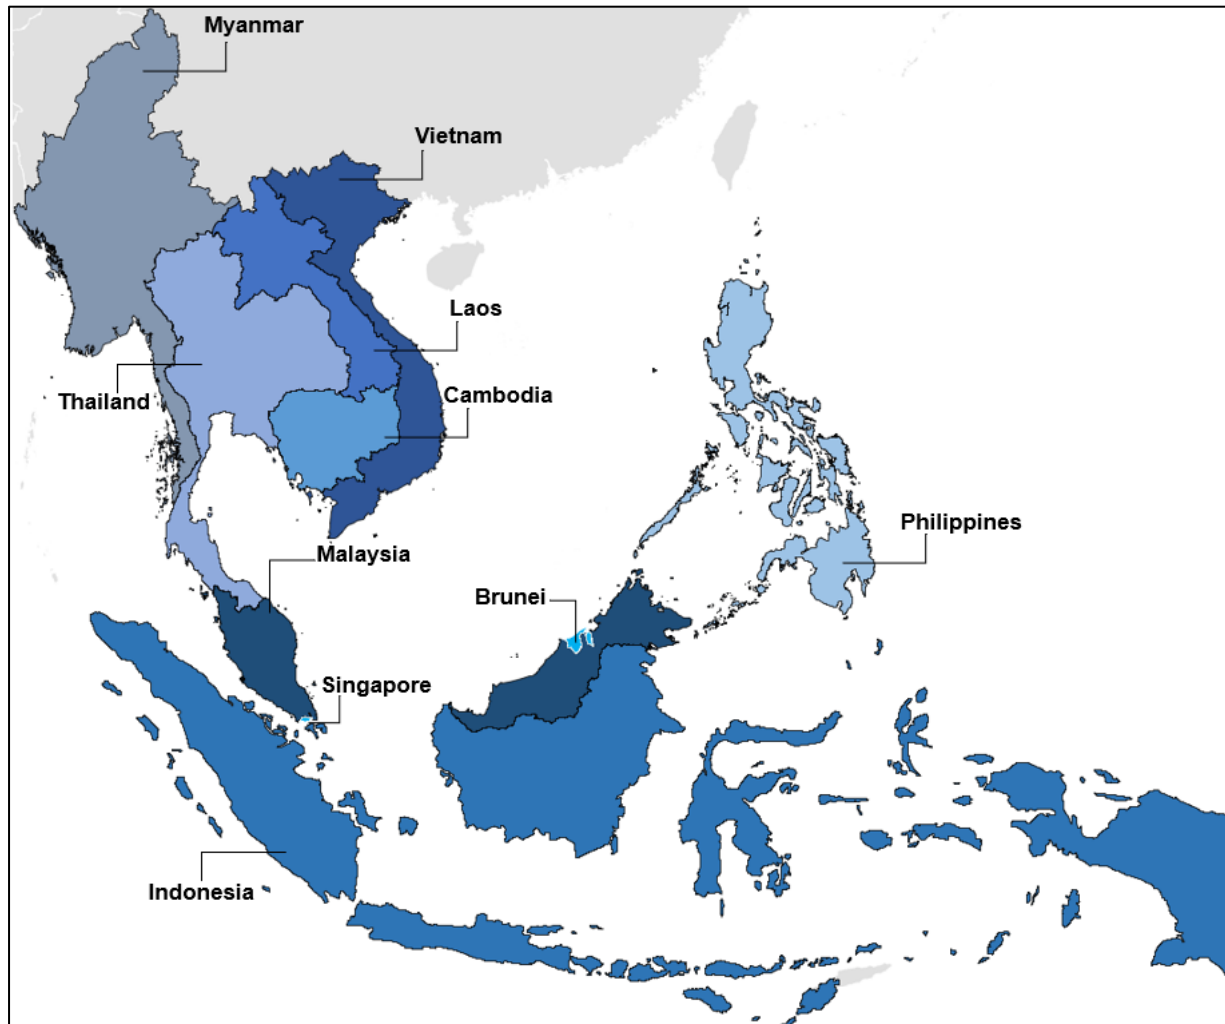 Myanmar
Vietnam
Laos
Thailand
Cambodia
Philippines
Malaysia
Brunei
Singapore
Indonesia